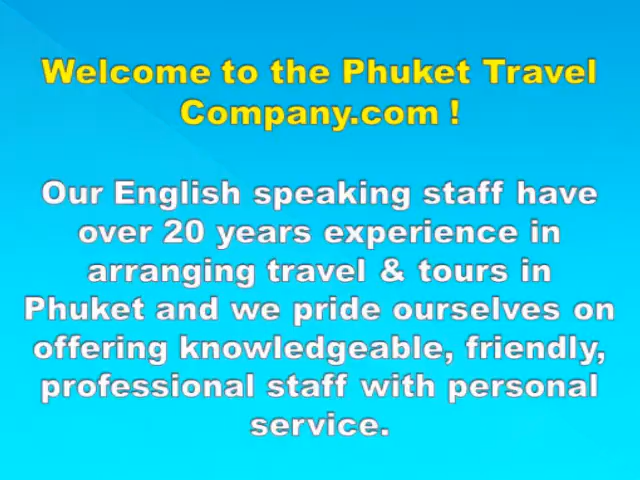 Welcome to the Phuket Travel
Company.com !
Our English speaking staff have
over 20 years experience in
arranging travel & tours in
Phuket and we pride ourselves on
offering knowledgeable, friendly,
professional staff with personal
service.